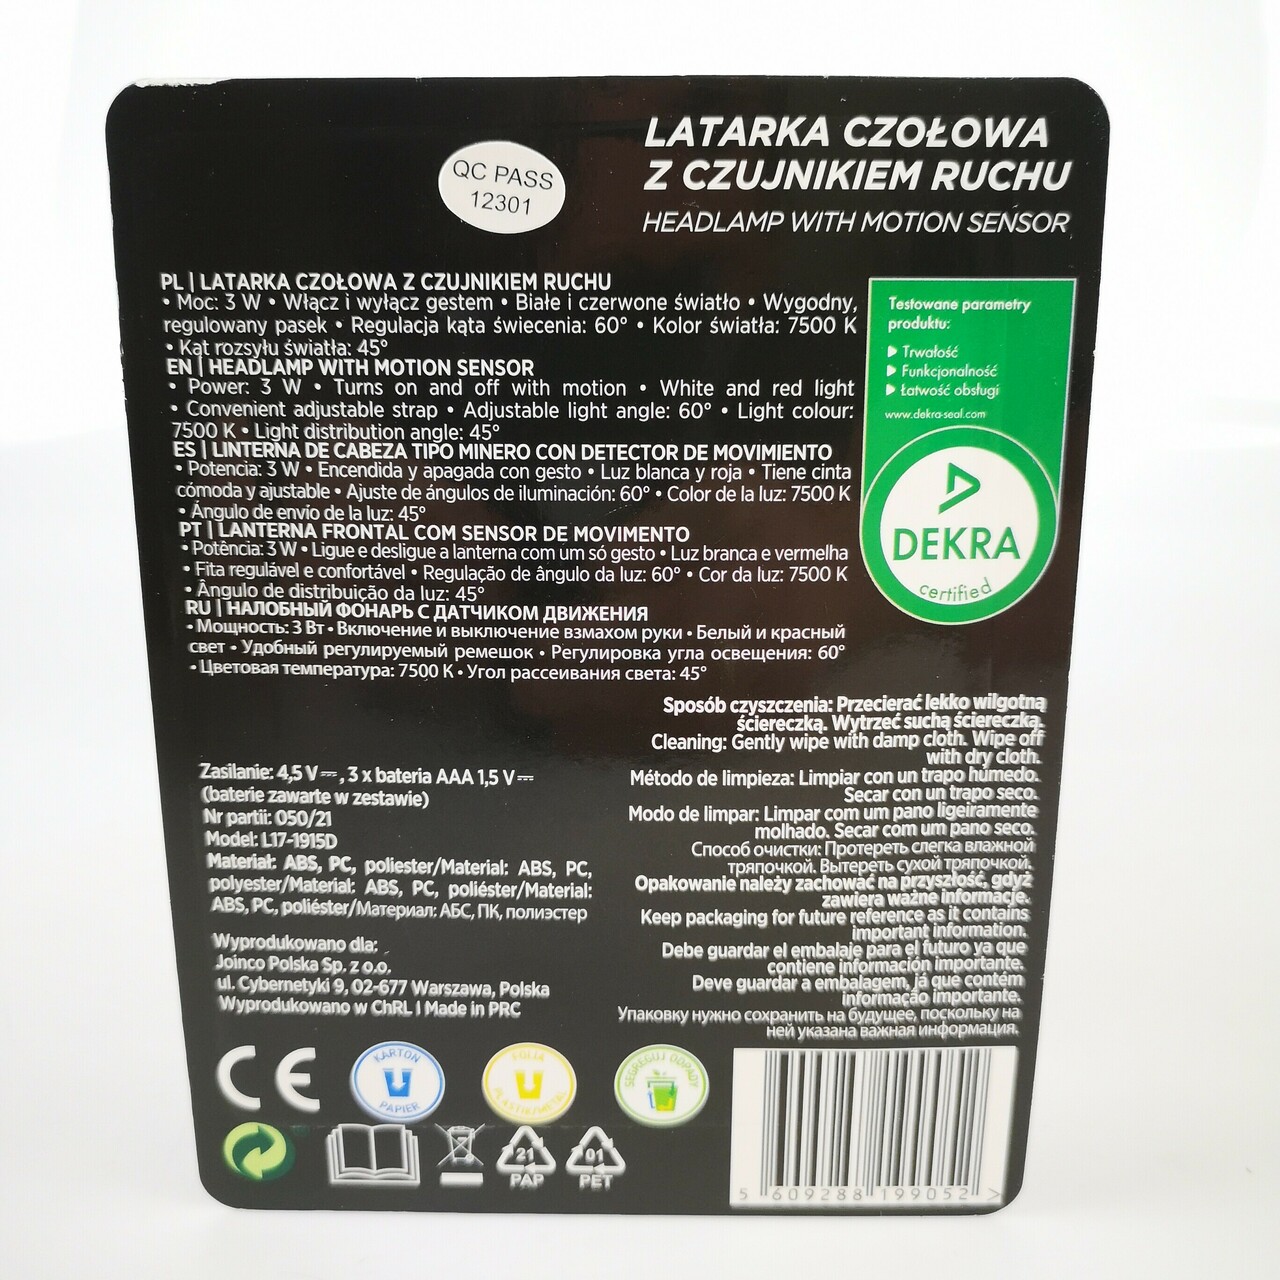 LATARKA CZOŁOWA
Z CZUJNIKIEM RUCHU
HEADLAMP WITH MOTION SENSOR
QC PASS
12301
PL | LATARKA CZOŁOWA Z CZUJNIKIEM RUCHU
• Moc: 3 W • Włącz i wyłącz gestem • Białe i czerwone światło • Wygodny,
regulowany pasek • Regulacja kąta świecenia: 60° • Kolor światła: 7500 K
• Kąt rozsyłu światła: 45°
EN | HEADLAMP WITH MOTION SENSOR
• Power: 3 W • Turns on and off with motion • White and red light
• Convenient adjustable strap • Adjustable light angle: 60° • Light colour:
7500 K • Light distribution angle: 45°
ES | LINTERNA DE CABEZA TIPO MINERO CON DETECTOR DE MOVIMIENTO
• Potencia: 3 W • Encendida y apagada con gesto • Luz blanca y roja • Tiene cinta
cómoda y ajustable • Ajuste de ángulos de iluminación: 60° • Color de la luz: 7500 K
• Ángulo de envío de la luz: 45°
PT | LANTERNA FRONTAL COM SENSOR DE MOVIMENTO
• Potência: 3 W • Ligue e desligue a lanterna com um só gesto • Luz branca e vermelha
• Fita regulável e confortável • Regulação de ângulo da luz: 60° • Cor da luz: 7500 K
• Ângulo de distribuição da luz: 45°
RU | НАЛОБНЫЙ ФОНАРЬ С ДАТЧИКОМ ДВИЖЕНИЯ
• Мощность: 3 Вт • Включение и выключение взмахом руки • Белый и красный
свет • Удобный регулируемый ремешок • Регулировка угла освещения: 60°
• Цветовая температура: 7500 К • Угол рассеивания света: 45°
Testowane parametry
produktu:
Trwałość
Funkcjonalność
Łatwość obsługi
www.dekra-seal.com
DEKRA
certified
Sposób czyszczenia: Przecierać lekko wilgotną
ściereczką. Wytrzeć suchą ściereczką.
Cleaning: Gently wipe with damp cloth. Wipe off
with dry cloth.
Método de limpieza: Limpiar con un trapo húmedo.
Secar con un trapo seco.
Modo de limpar: Limpar com um pano ligeiramente
molhado. Secar com um pano seco.
Способ очистки: Протереть слегка влажной
тряпочкой. Вытереть сухой тряпочкой.
Opakowanie należy zachować na przyszłość, gdyż
zawiera ważne informacje.
Keep packaging for future reference as it contains
important information.
Debe guardar el embalaje para el futuro ya que
contiene información importante.
Deve guardar a embalagem, já que contém
informação importante.
Упаковку нужно сохранить на будущее, поскольку на
ней указана важная информация.
Zasilanie: 4,5 V ⎓, 3 x bateria AAA 1,5 V ⎓
(baterie zawarte w zestawie)
Nr partii: 050/21
Model: L17-1915D
Materiał: ABS, PC, poliester/Material: ABS, PC,
polyester/Material: ABS, PC, poliéster/Material:
ABS, PC, poliéster/Материал: АБС, ПК, полиэстер
Wyprodukowano dla:
Joinco Polska Sp. z o.o.
ul. Cybernetyki 9, 02-677 Warszawa, Polska
Wyprodukowano w ChRL | Made in PRC
CE
KARTON
PAPIER
FOLIA
PLASTIK/METAL
SEGREGUJ ODPADY
21
PAP
01
PET
5 609288 199052 >